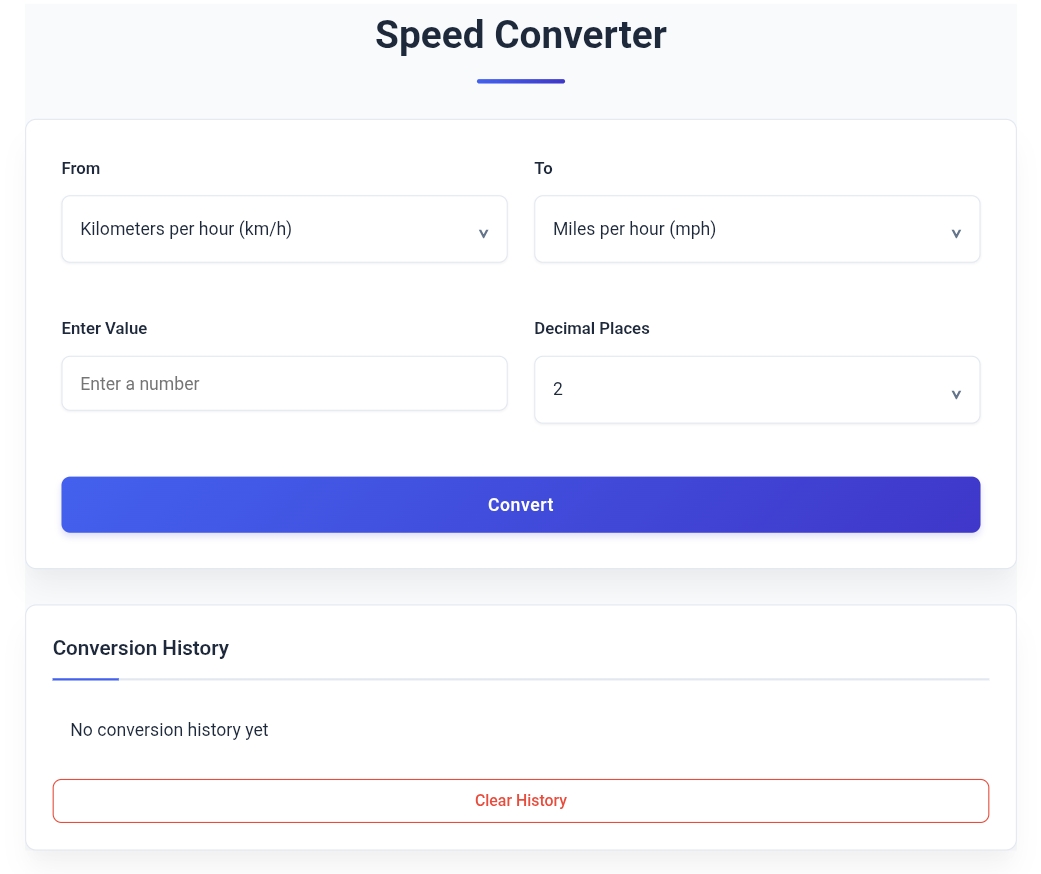 Speed Converter
From
To
Kilometers per hour (km/h)
Miles per hour (mph)
Enter Value
Decimal Places
Enter a number
2
Convert
Conversion History
No conversion history yet
Clear History